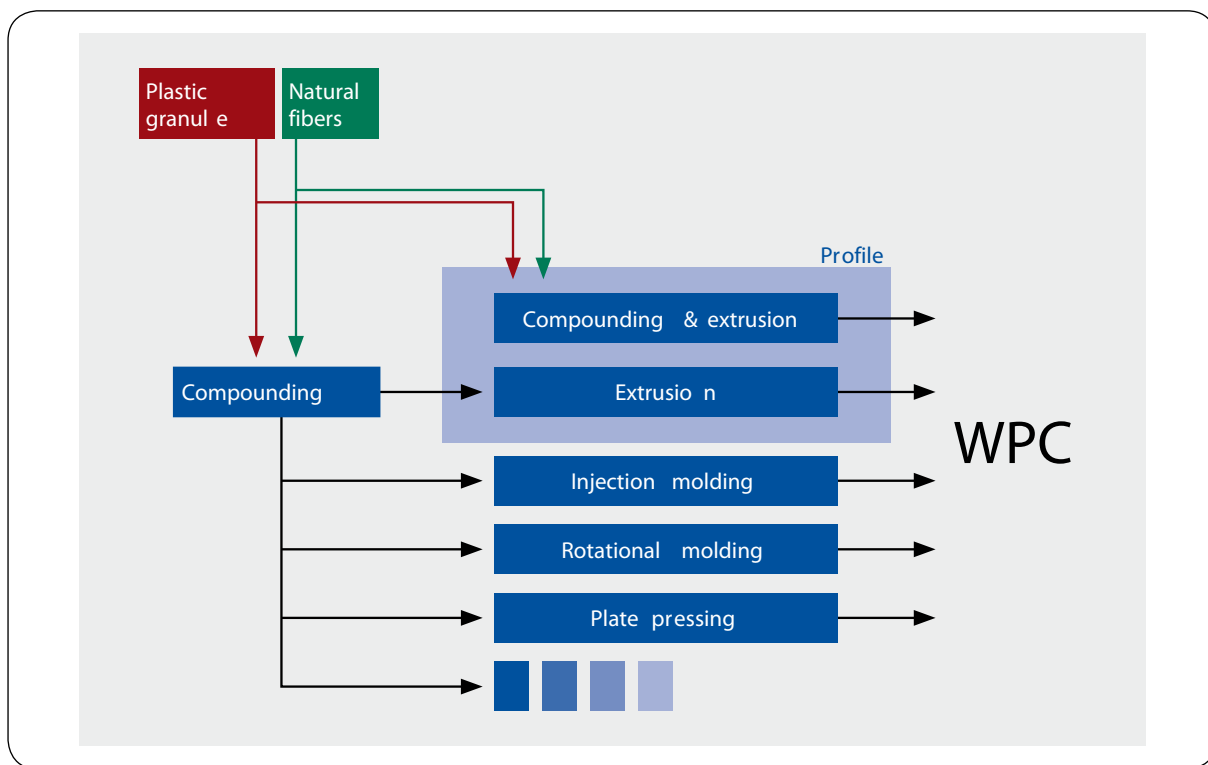 Plastic
granul e
Natural
fibers
Profile
Compounding & extrusion
Compounding
Extrusio n
WPC
Injection molding
Rotational molding
Plate pressing